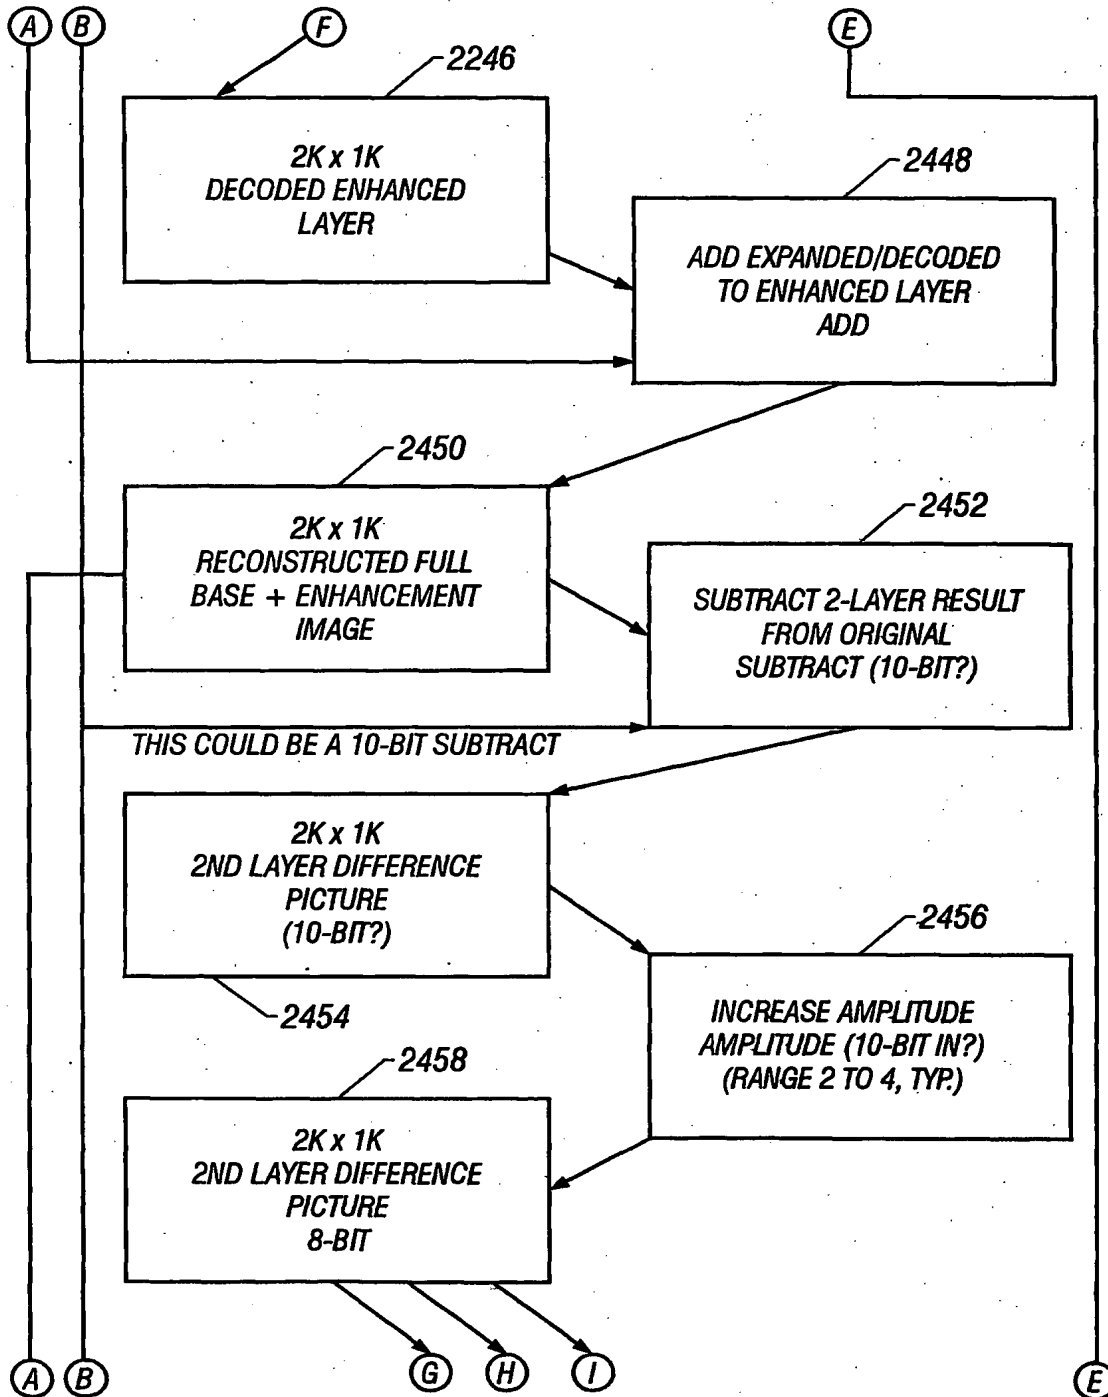 A B F E
2246
2K x 1K
DECODED ENHANCED
LAYER
2448
ADD EXPANDED/DECODED
TO ENHANCED LAYER
ADD
2450
2K x 1K
RECONSTRUCTED FULL
BASE + ENHANCEMENT
IMAGE
2452
SUBTRACT 2-LAYER RESULT
FROM ORIGINAL
SUBTRACT (10-BIT?)
THIS COULD BE A 10-BIT SUBTRACT
2K x 1K
2ND LAYER DIFFERENCE
PICTURE
(10-BIT?)
2454
2456
INCREASE AMPLITUDE
AMPLITUDE (10-BIT IN?)
(RANGE 2 TO 4, TYP.)
2458
2K x 1K
2ND LAYER DIFFERENCE
PICTURE
8-BIT
A B G H I E